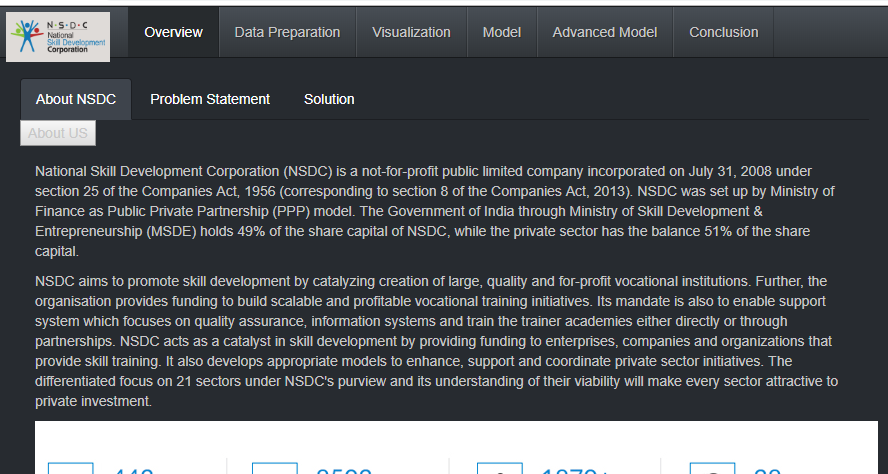 N·S·D·C
National
Skill Development
Corporation
Overview Data Preparation Visualization Model Advanced Model Conclusion
About NSDC Problem Statement Solution
About US
National Skill Development Corporation (NSDC) is a not-for-profit public limited company incorporated on July 31, 2008 under
section 25 of the Companies Act, 1956 (corresponding to section 8 of the Companies Act, 2013). NSDC was set up by Ministry of
Finance as Public Private Partnership (PPP) model. The Government of India through Ministry of Skill Development &
Entrepreneurship (MSDE) holds 49% of the share capital of NSDC, while the private sector has the balance 51% of the share
capital.
NSDC aims to promote skill development by catalyzing creation of large, quality and for-profit vocational institutions. Further, the
organisation provides funding to build scalable and profitable vocational training initiatives. Its mandate is also to enable support
system which focuses on quality assurance, information systems and train the trainer academies either directly or through
partnerships. NSDC acts as a catalyst in skill development by providing funding to enterprises, companies and organizations that
provide skill training. It also develops appropriate models to enhance, support and coordinate private sector initiatives. The
differentiated focus on 21 sectors under NSDC's purview and its understanding of their viability will make every sector attractive to
private investment.